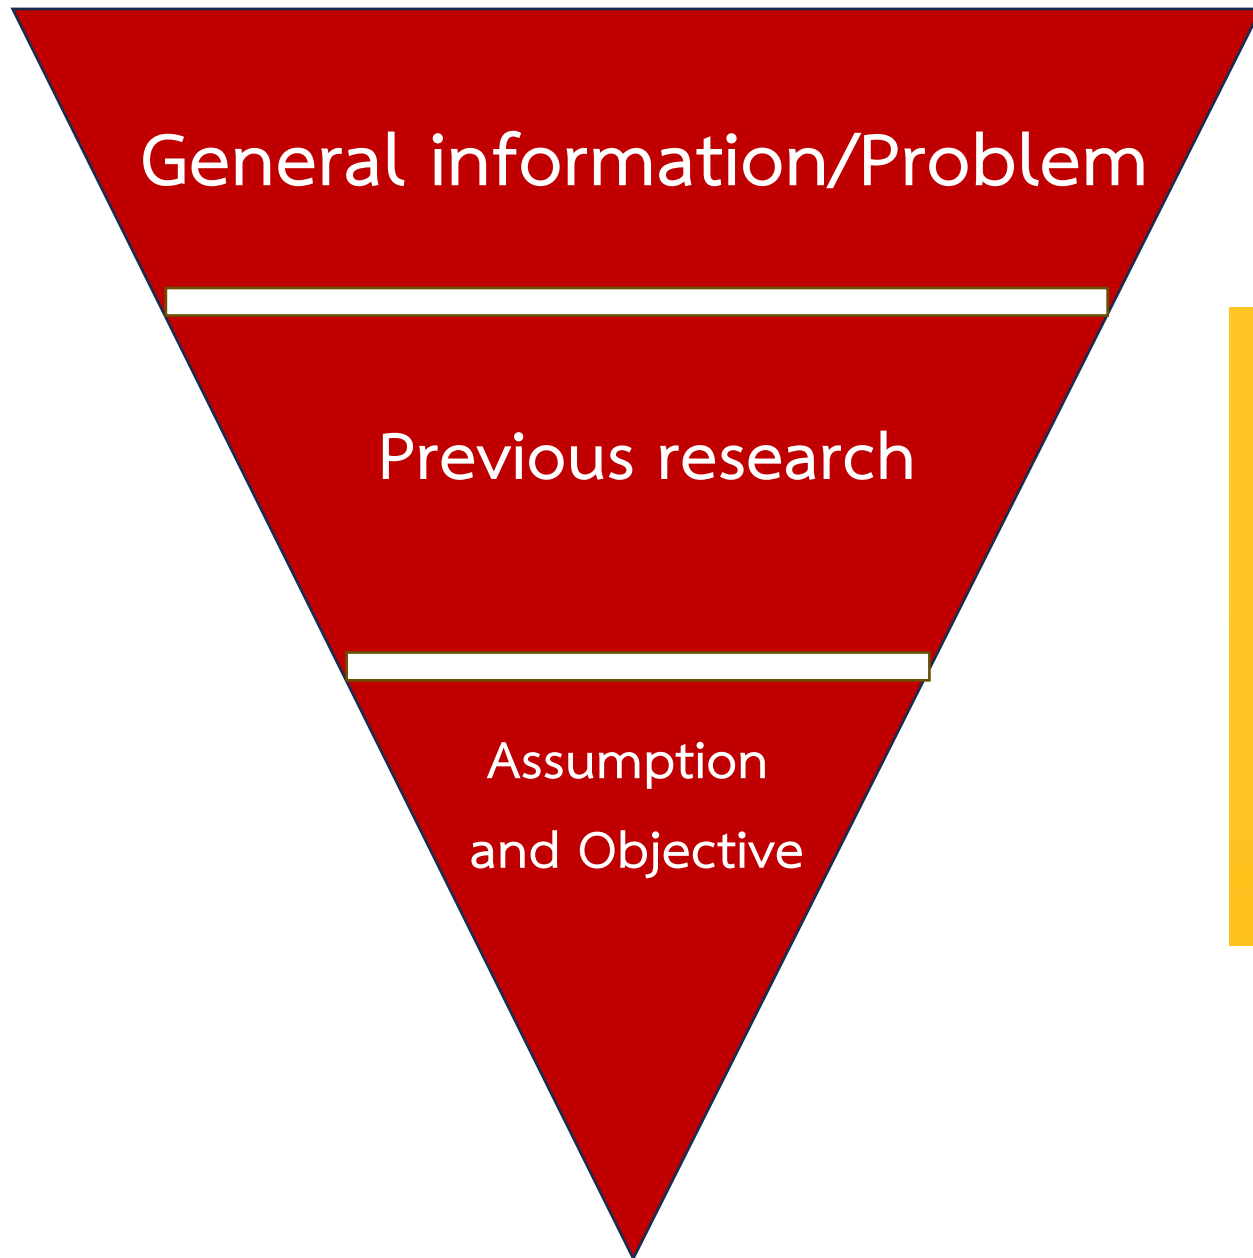 General information/Problem
Previous research
Assumption
and Objective